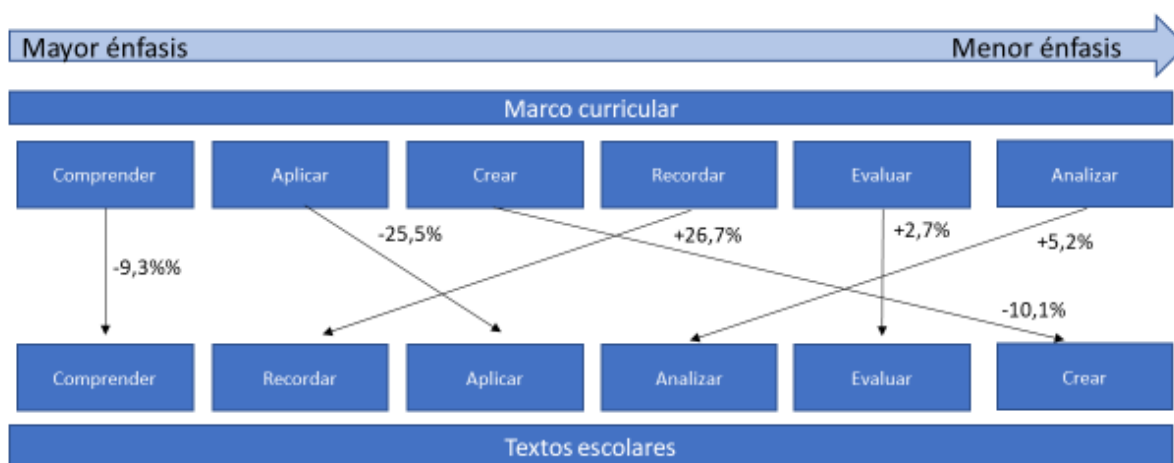 Mayor énfasis Menor énfasis
Marco curricular
Comprender Aplicar Crear Recordar Evaluar Analizar
-25,5% +26,7% +2,7% +5,2%
-9,3%%
-10,1%
Comprender Recordar Aplicar Analizar Evaluar Crear
Textos escolares